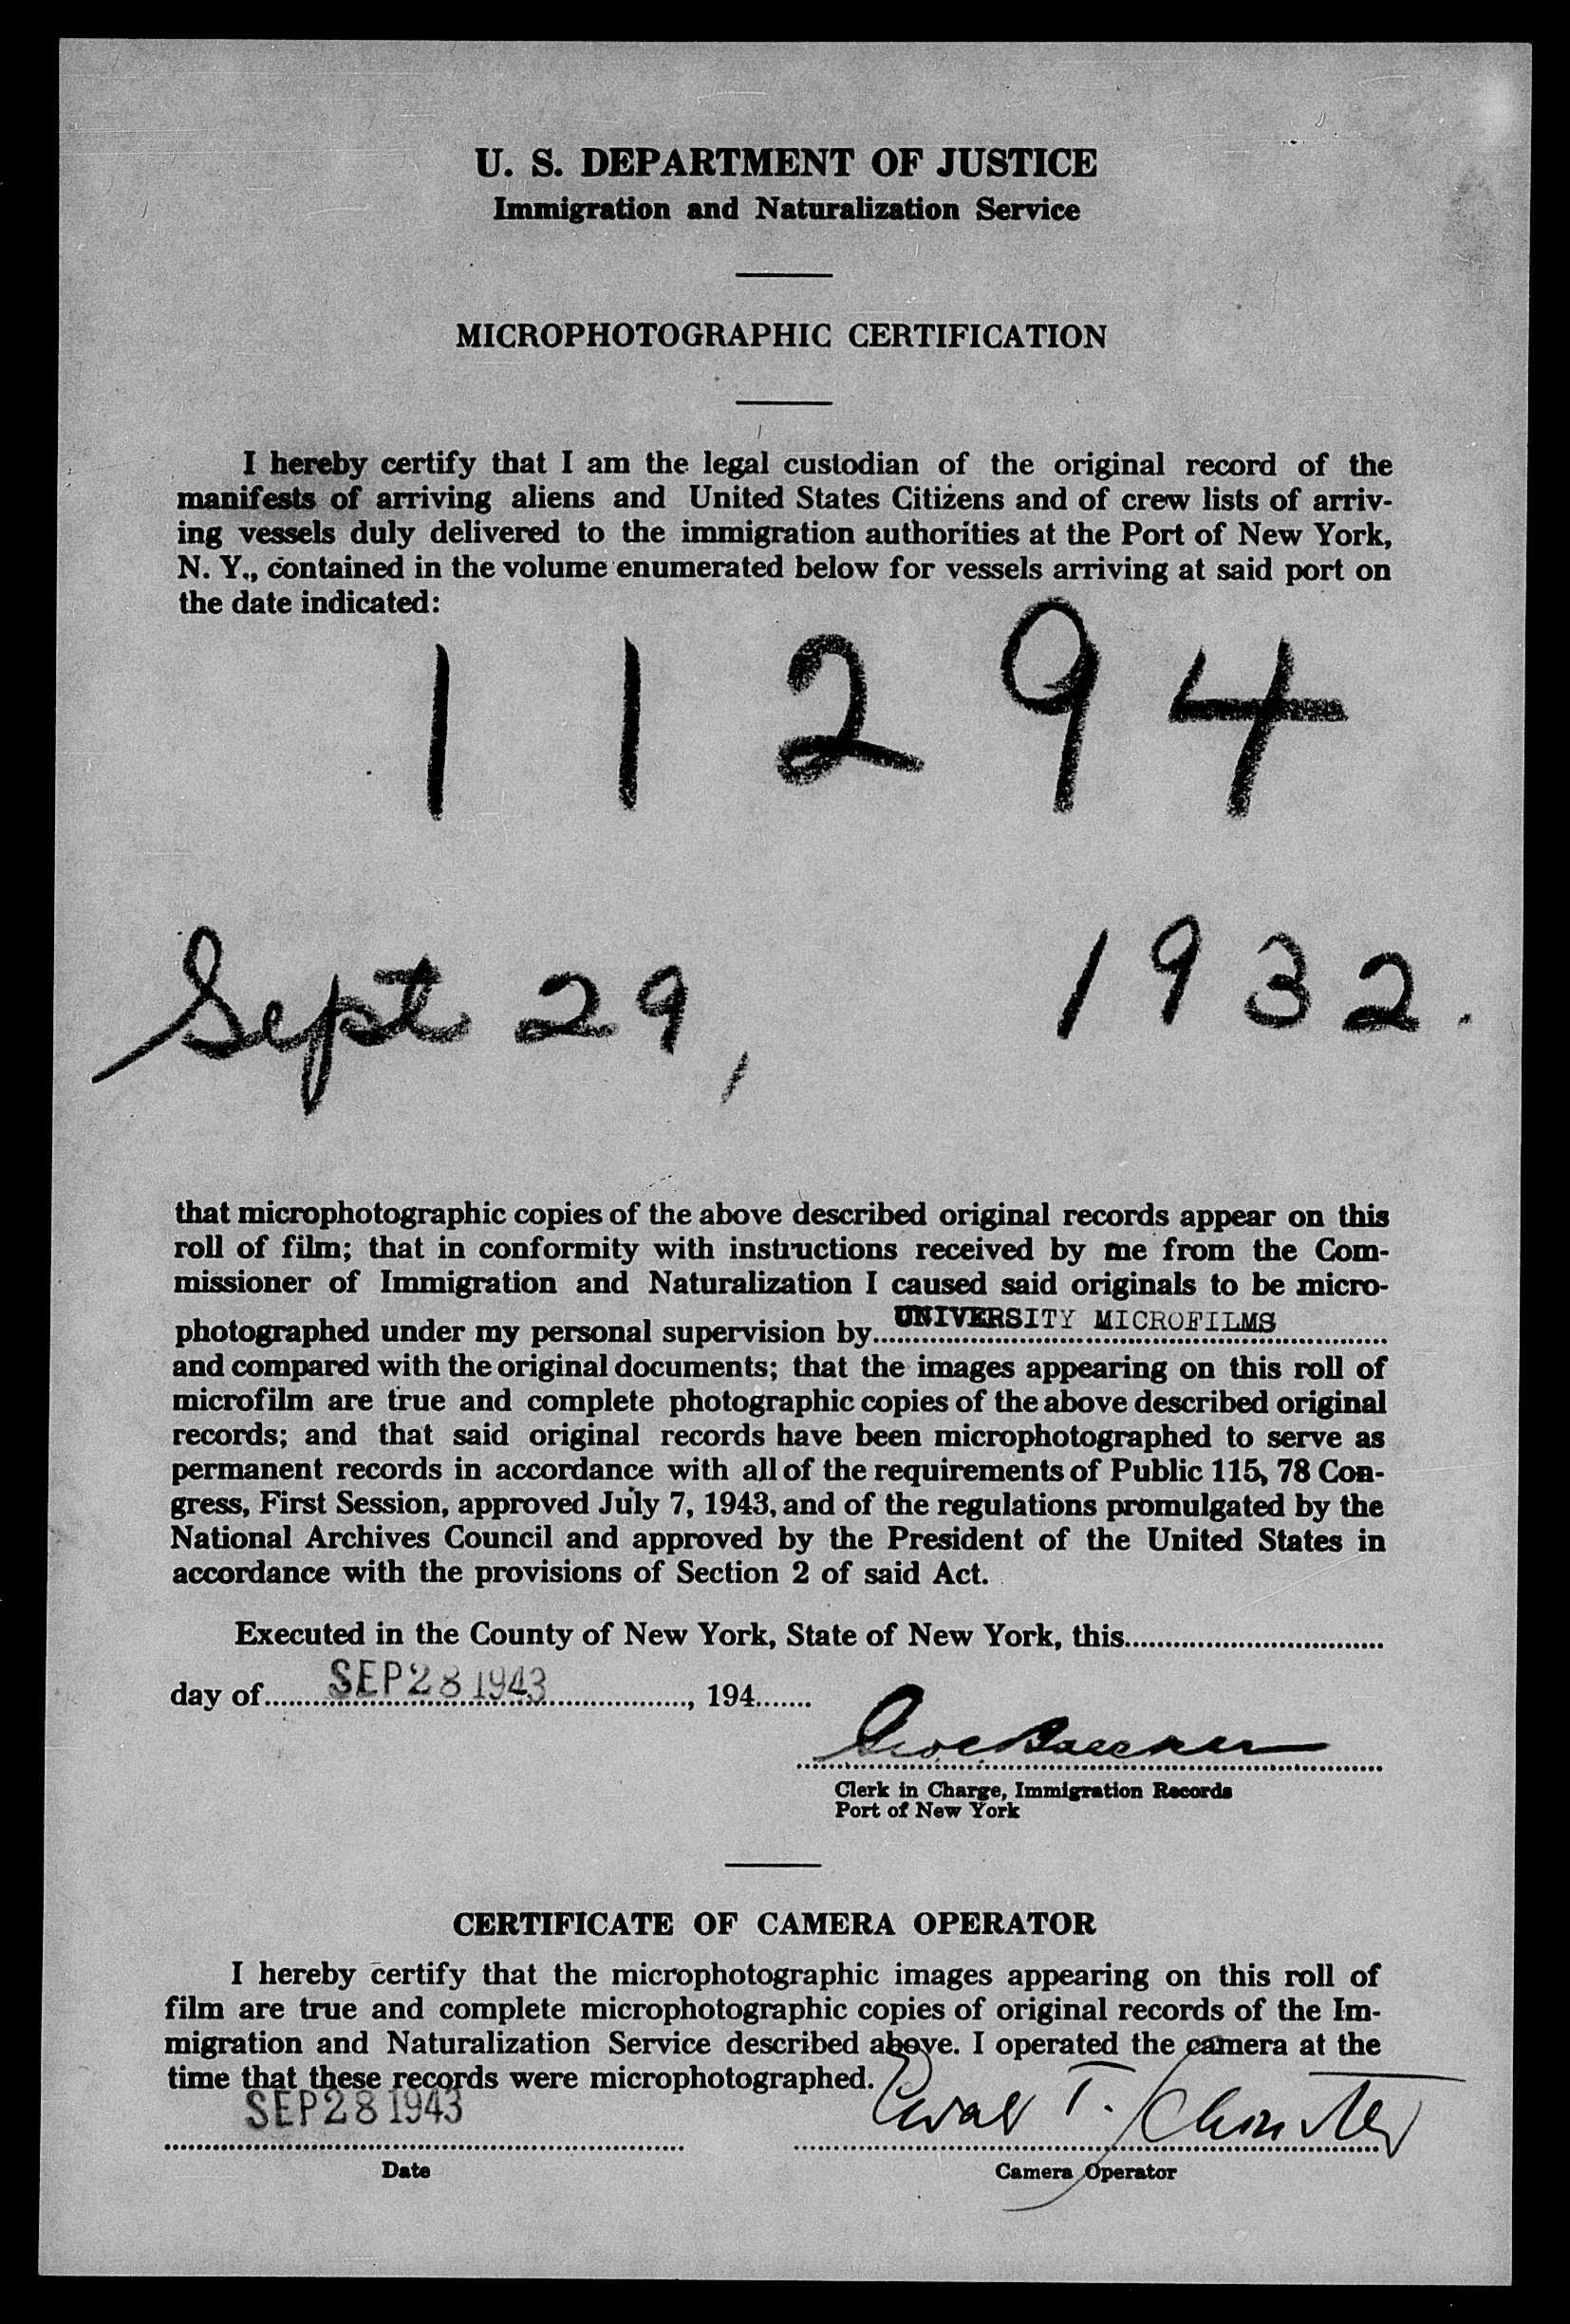 U. S. DEPARTMENT OF JUSTICE
Immigration and Naturalization Service
MICROPHOTOGRAPHIC CERTIFICATION
I hereby certify that I am the legal custodian of the original record of the
manifests of arriving aliens and United States Citizens and of crew lists of arriv-
ing vessels duly delivered to the immigration authorities at the Port of New York,
N. Y., contained in the volume enumerated below for vessels arriving at said port on
the date indicated:
11294
Sept 29, 1932.
that microphotographic copies of the above described original records appear on this
roll of film; that in conformity with instructions received by me from the Com-
missioner of Immigration and Naturalization I caused said originals to be micro-
photographed under my personal supervision by UNIVERSITY MICROFILMS
and compared with the original documents; that the images appearing on this roll of
microfilm are true and complete photographic copies of the above described original
records; and that said original records have been microphotographed to serve as
permanent records in accordance with all of the requirements of Public 115, 78 Con-
gress, First Session, approved July 7, 1943, and of the regulations promulgated by the
National Archives Council and approved by the President of the United States in
accordance with the provisions of Section 2 of said Act.
Executed in the County of New York, State of New York, this
day of SEP 28 1943, 194
Clerk in Charge, Immigration Records
Port of New York
CERTIFICATE OF CAMERA OPERATOR
I hereby certify that the microphotographic images appearing on this roll of
film are true and complete microphotographic copies of original records of the Im-
migration and Naturalization Service described above. I operated the camera at the
time that these records were microphotographed.
SEP 28 1943
Date
Camera Operator